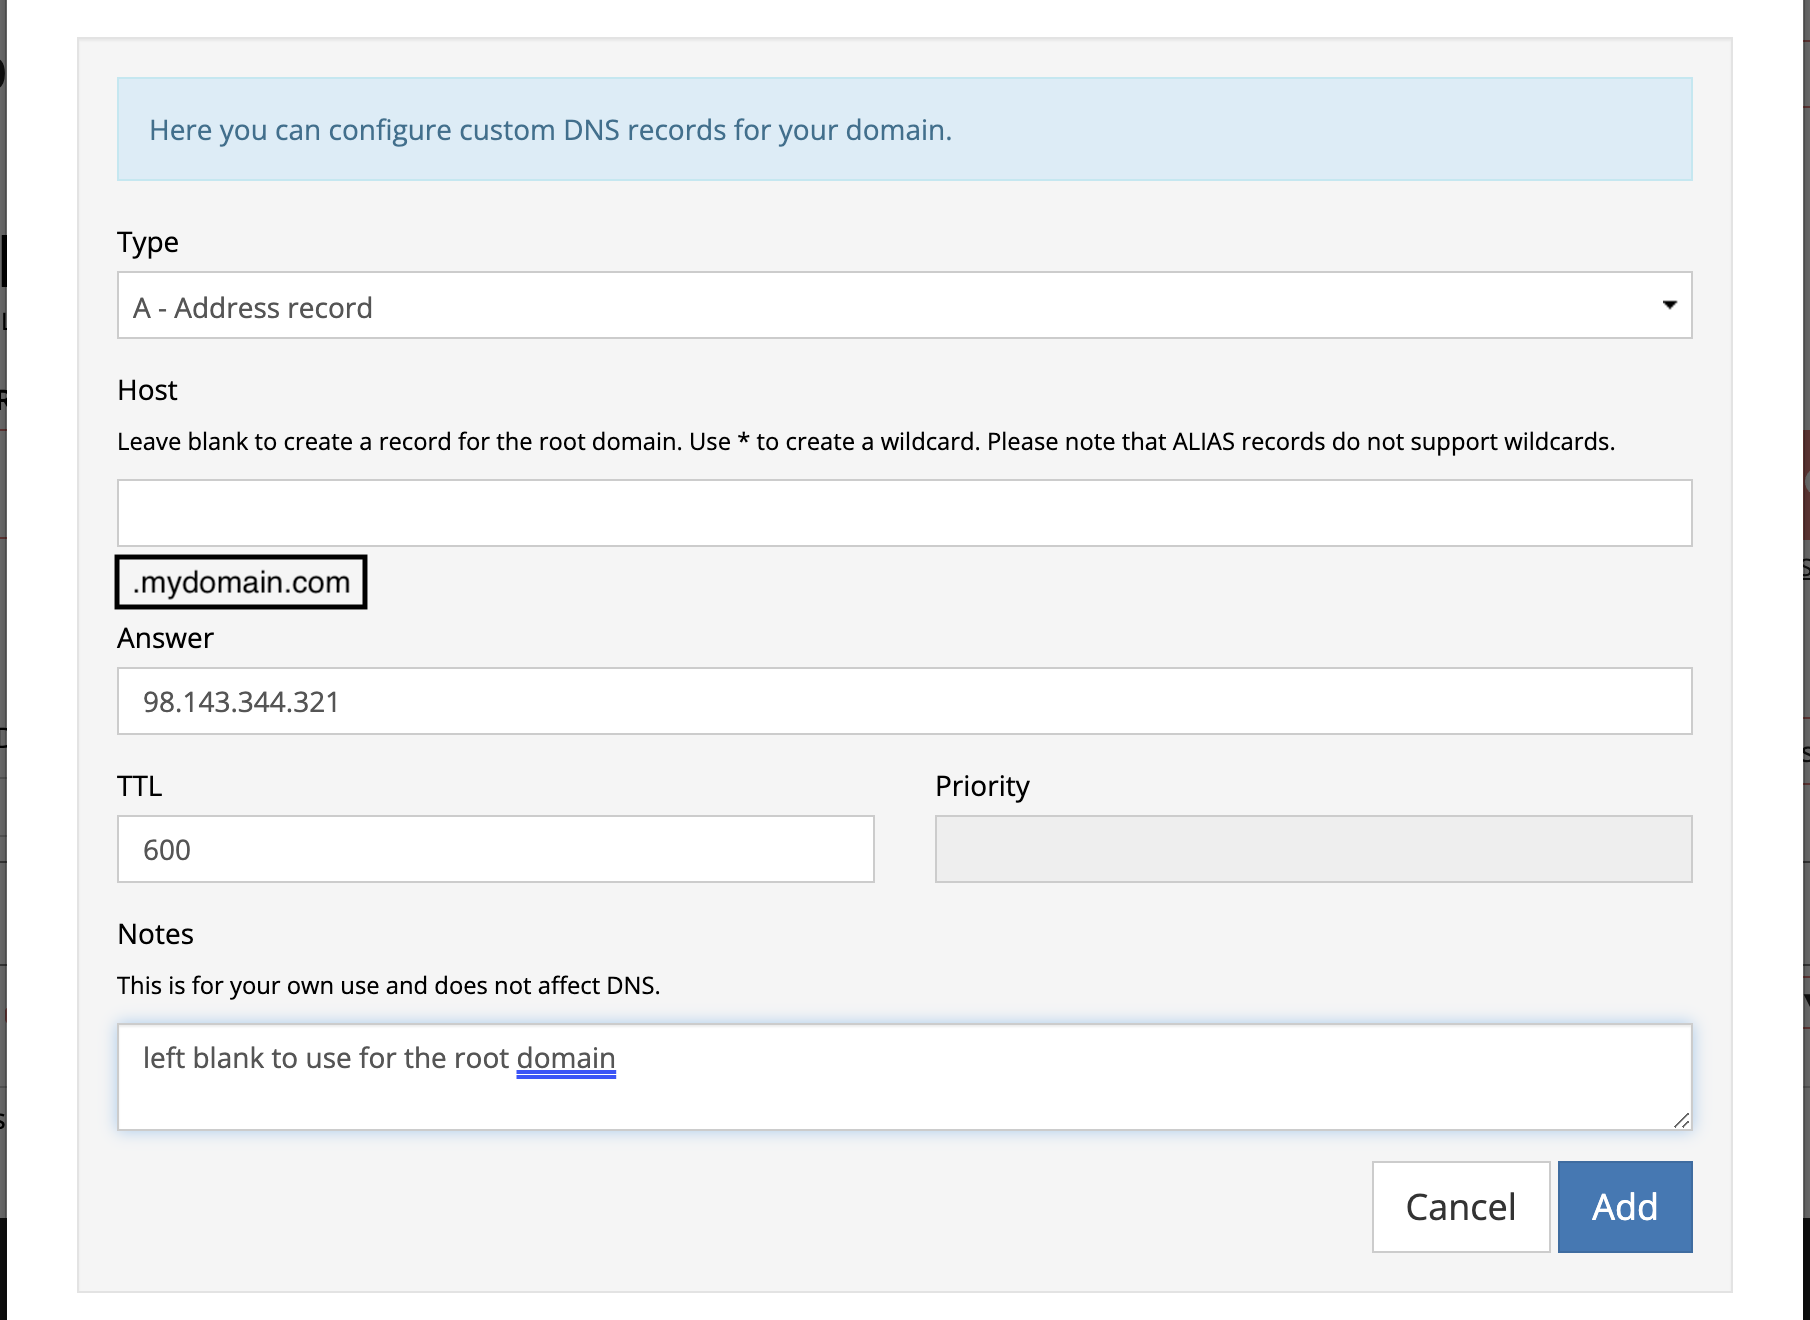 Here you can configure custom DNS records for your domain.
Type
A - Address record
Host
Leave blank to create a record for the root domain. Use * to create a wildcard. Please note that ALIAS records do not support wildcards.
.mydomain.com
Answer
98.143.344.321
TTL
Priority
600
Notes
This is for your own use and does not affect DNS.
left blank to use for the root domain
Cancel
Add